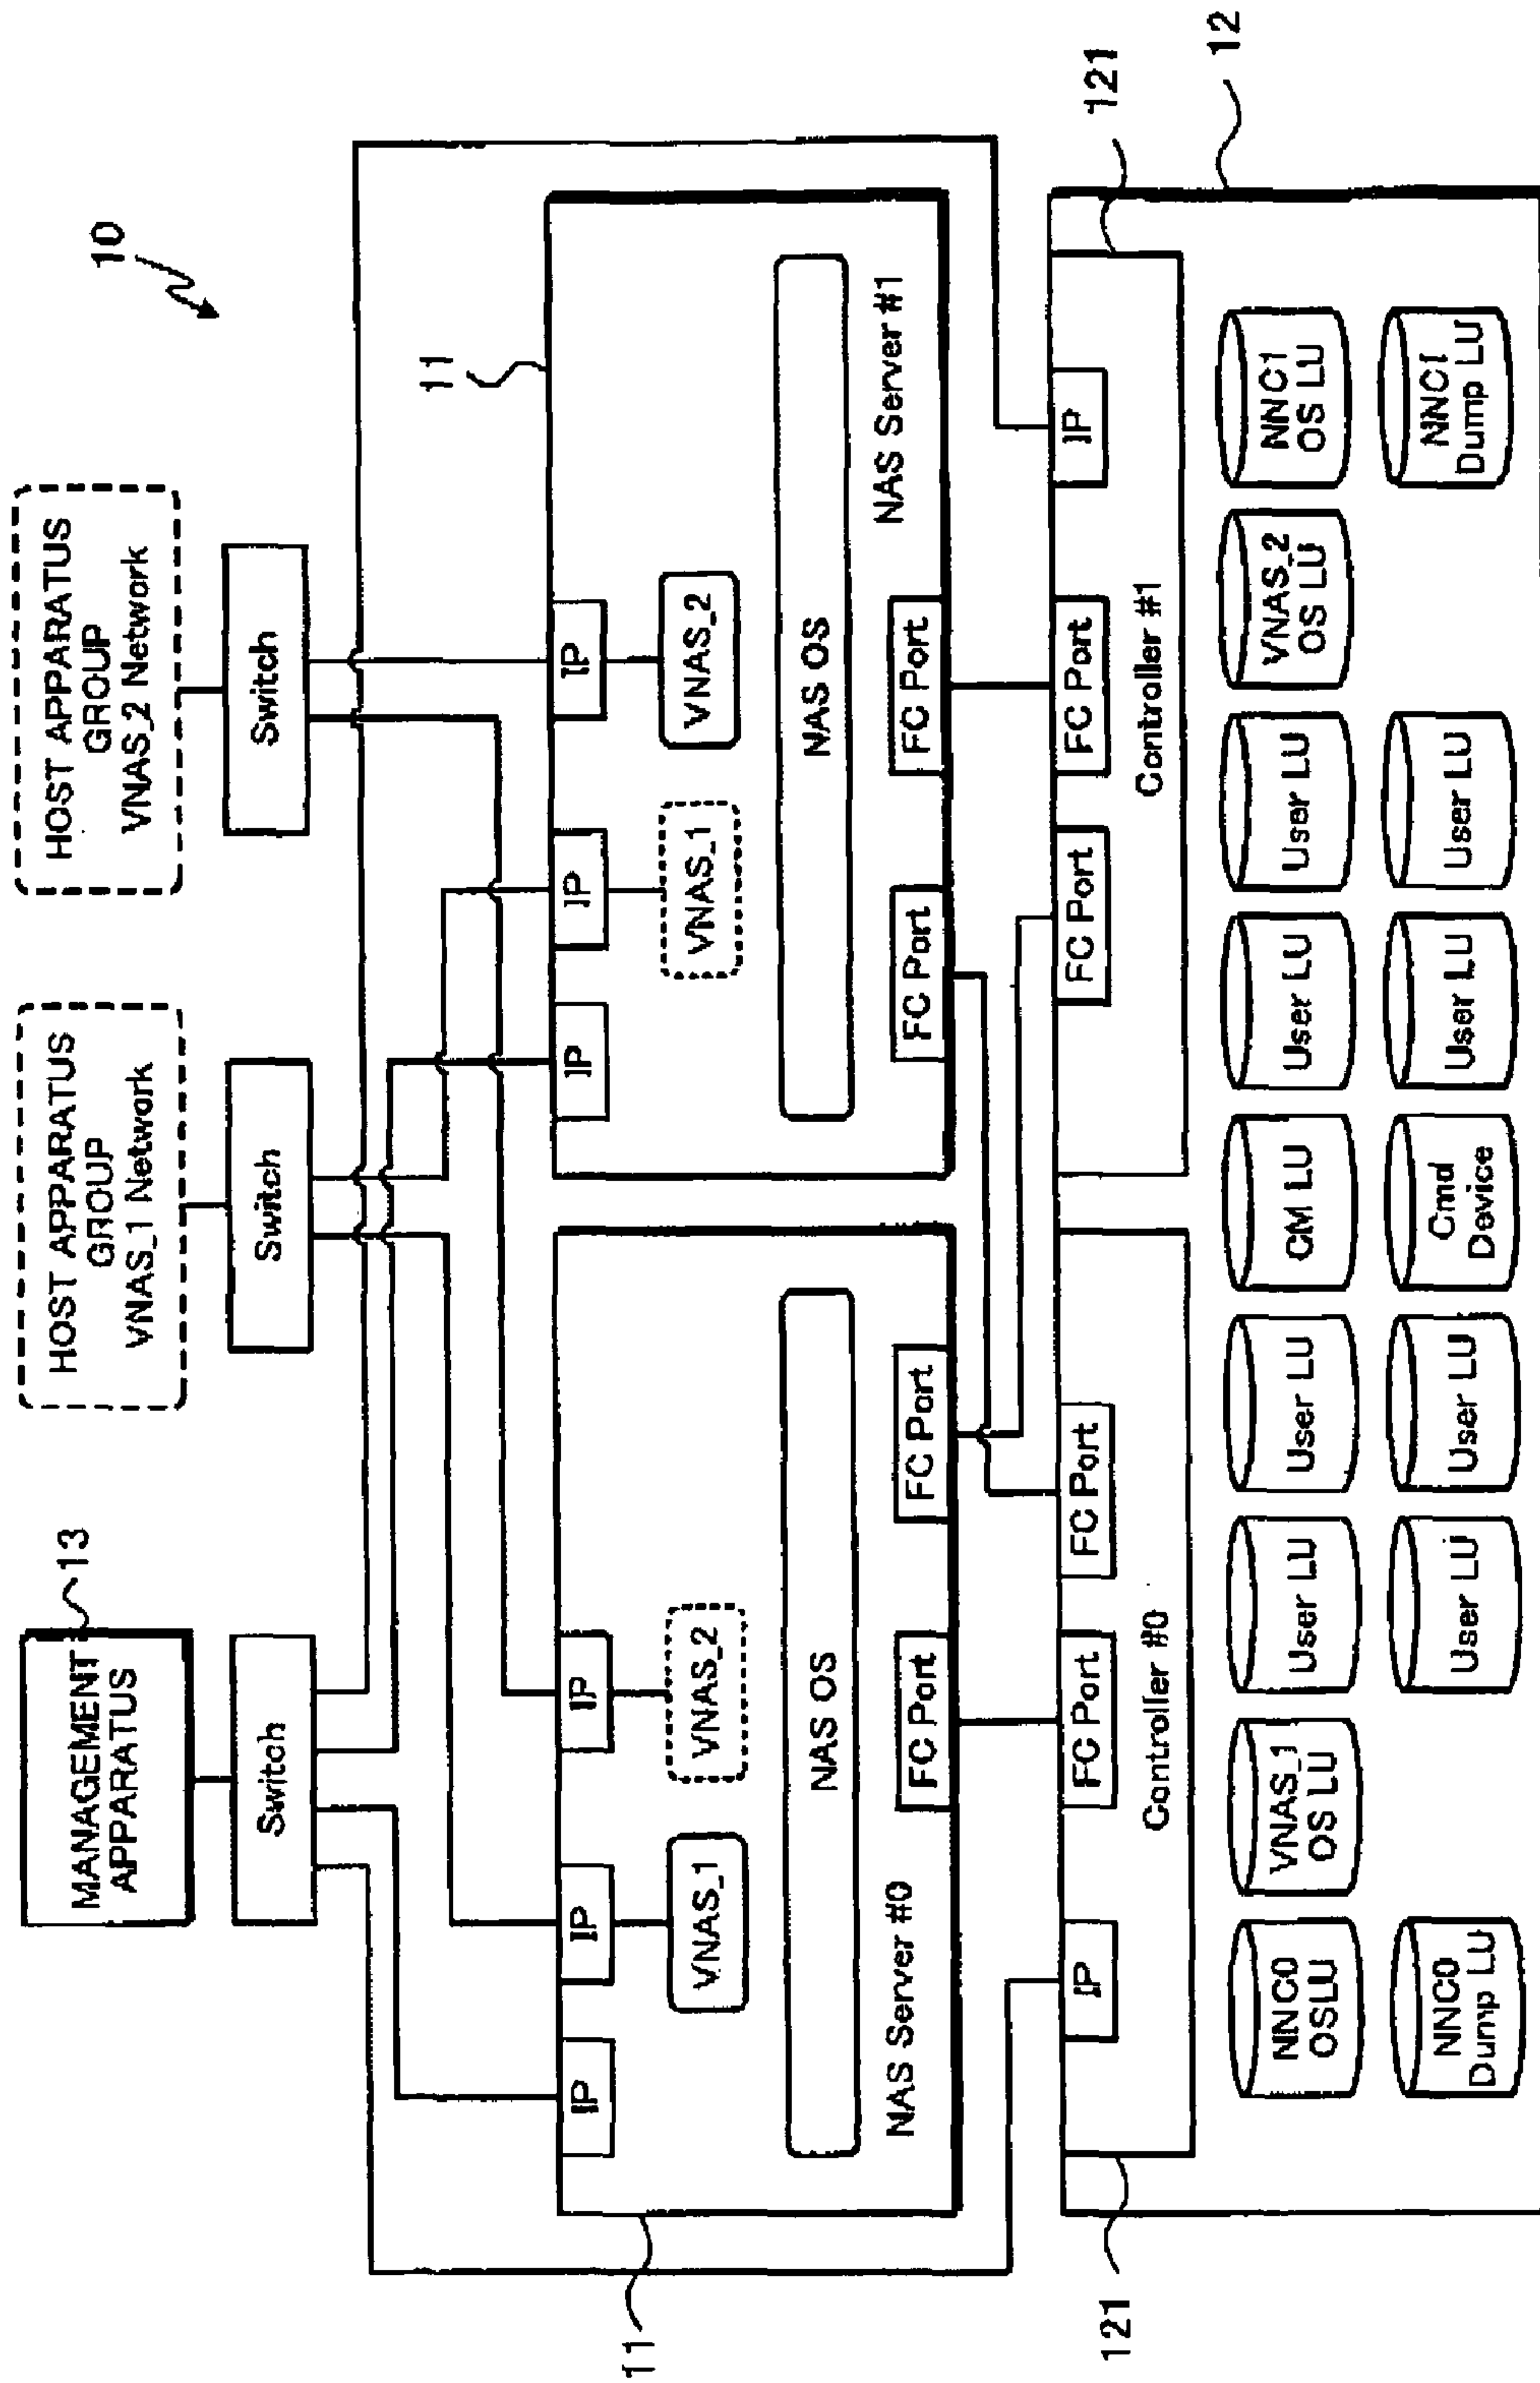 10
MANAGEMENT
APPARATUS
13
HOST APPARATUS
GROUP
VNAS_1 Network
HOST APPARATUS
GROUP
VNAS_2 Network
Switch
Switch
Switch
11
IP
IP
IP
VNAS_1
VNAS_2
NAS OS
NAS Server #0
FC Port
FC Port
11
IP
IP
IP
VNAS_1
VNAS_2
NAS OS
FC Port
FC Port
NAS Server #1
121
IP
FC Port
FC Port
Controller #0
FC Port
FC Port
IP
Controller #1
121
12
NNC0
OSLU
VNAS_1
OS LU
User LU
User LU
CM LU
User LU
User LU
VNAS_2
OS LU
NNC1
OS LU
NNC0
Dump LU
User LU
User LU
Cmd
Device
User LU
User LU
NNC1
Dump LU